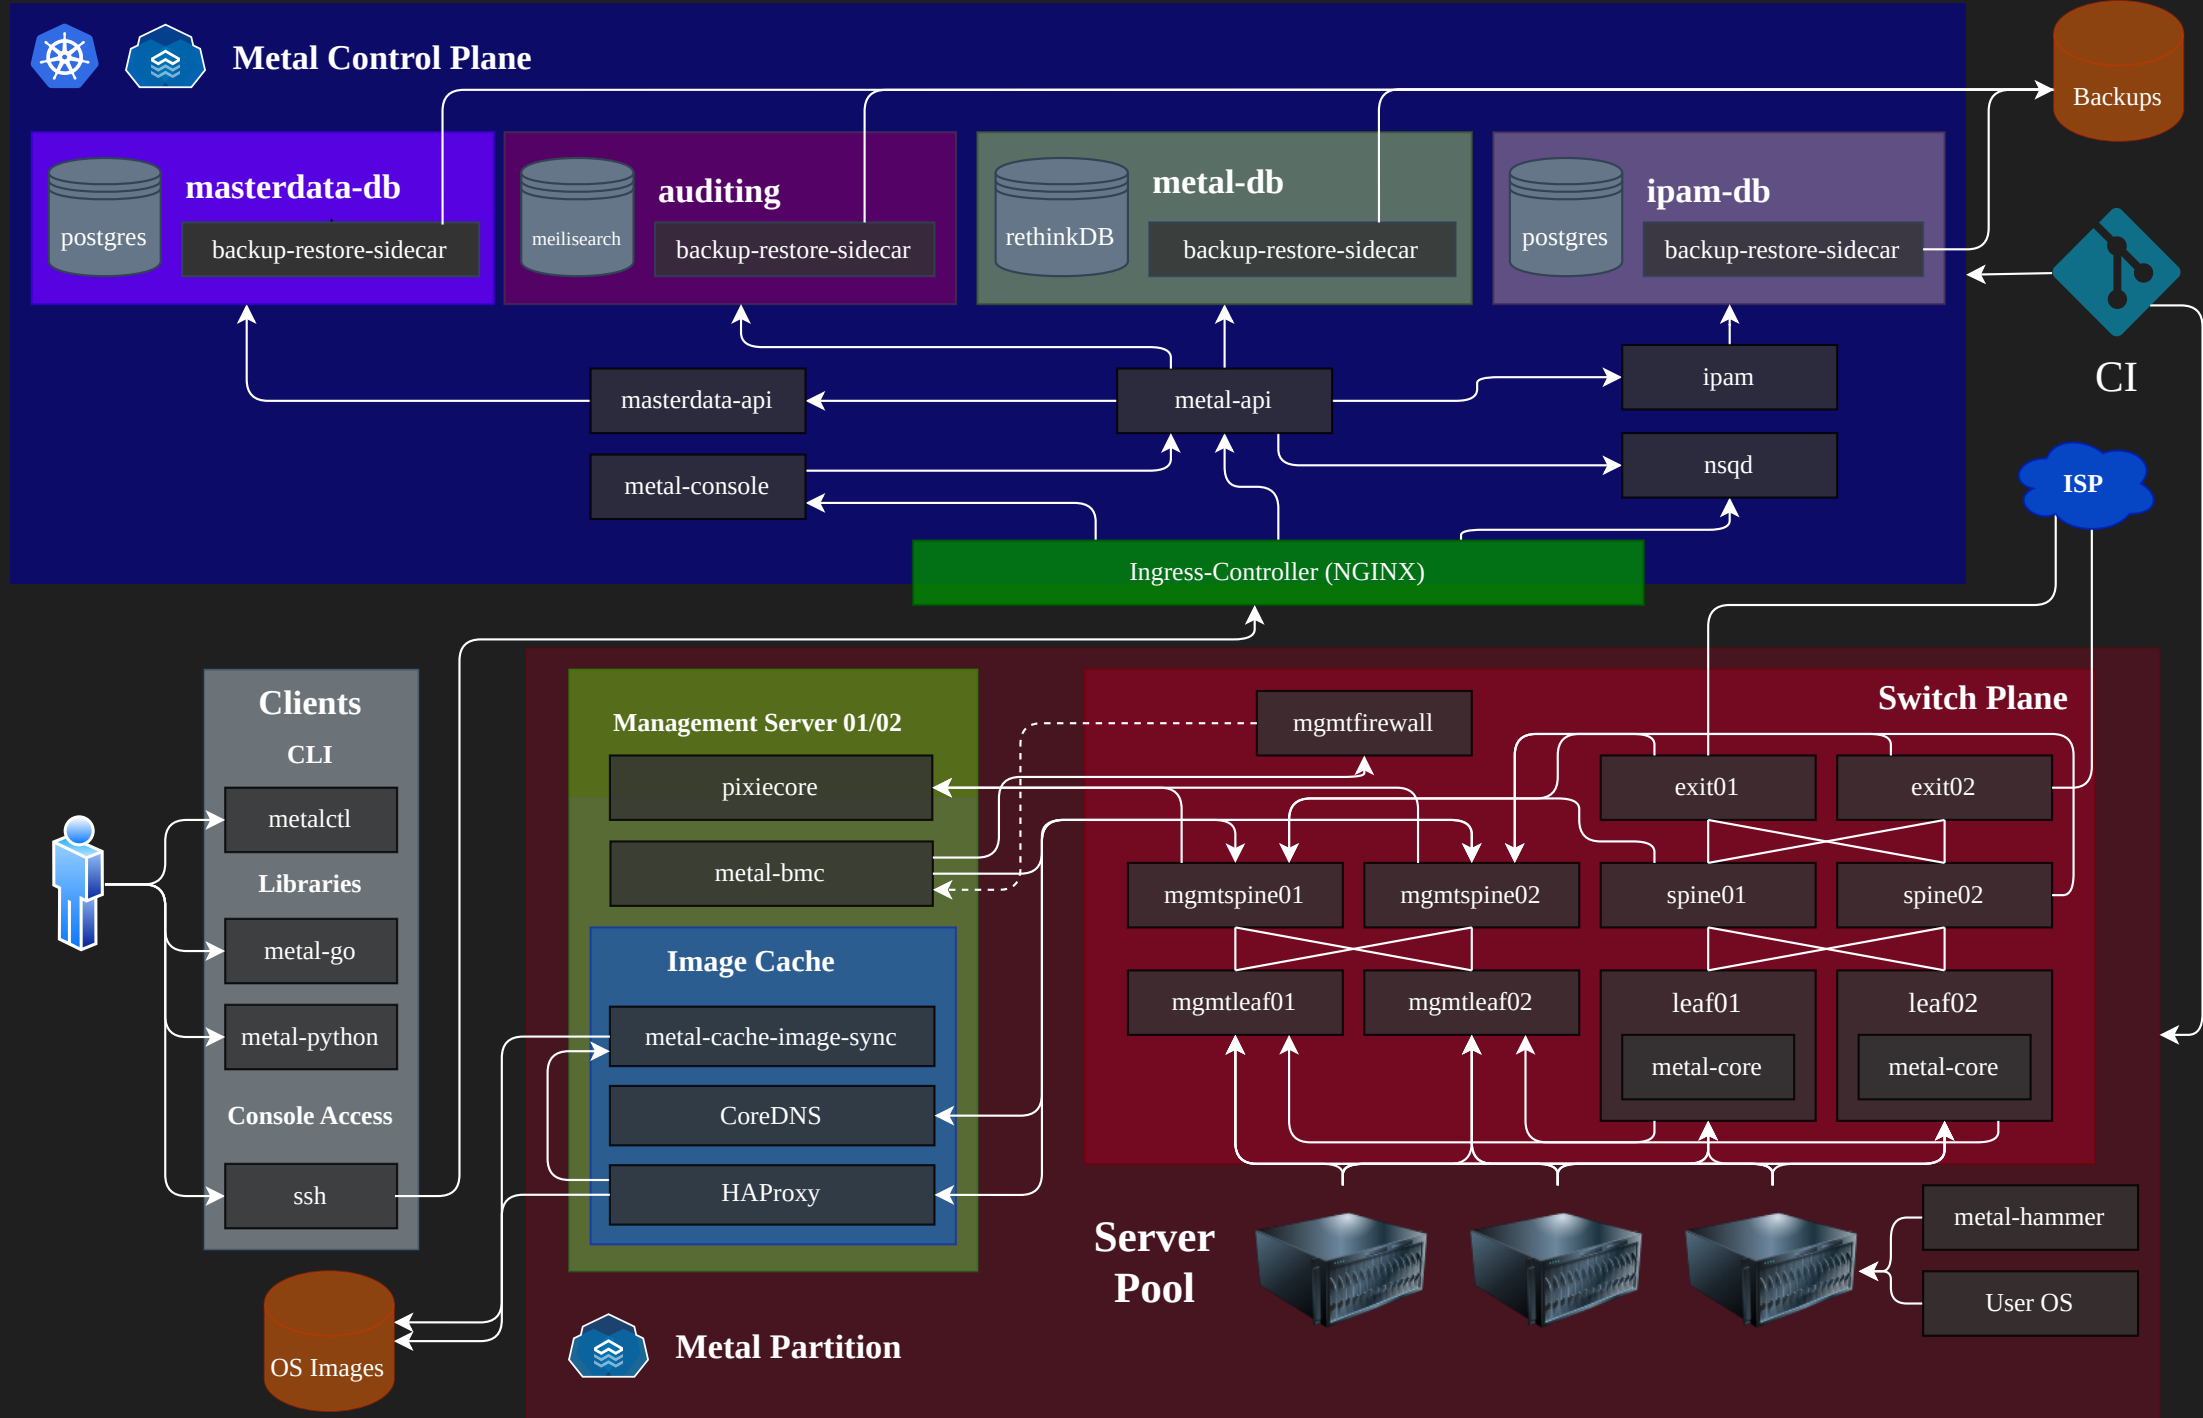 Metal Control Plane
Backups
masterdata-db
postgres
backup-restore-sidecar
auditing
meilisearch
backup-restore-sidecar
metal-db
rethinkDB
backup-restore-sidecar
ipam-db
postgres
backup-restore-sidecar
CI
masterdata-api
metal-api
ipam
metal-console
nsqd
ISP
Ingress-Controller (NGINX)
Clients
CLI
metalctl
Libraries
metal-go
metal-python
Console Access
ssh
OS Images
Management Server 01/02
pixiecore
metal-bmc
Image Cache
metal-cache-image-sync
CoreDNS
HAProxy
Metal Partition
Switch Plane
mgmtfirewall
exit01
exit02
mgmtspine01
mgmtspine02
spine01
spine02
mgmtleaf01
mgmtleaf02
leaf01
metal-core
leaf02
metal-core
Server
Pool
metal-hammer
User OS